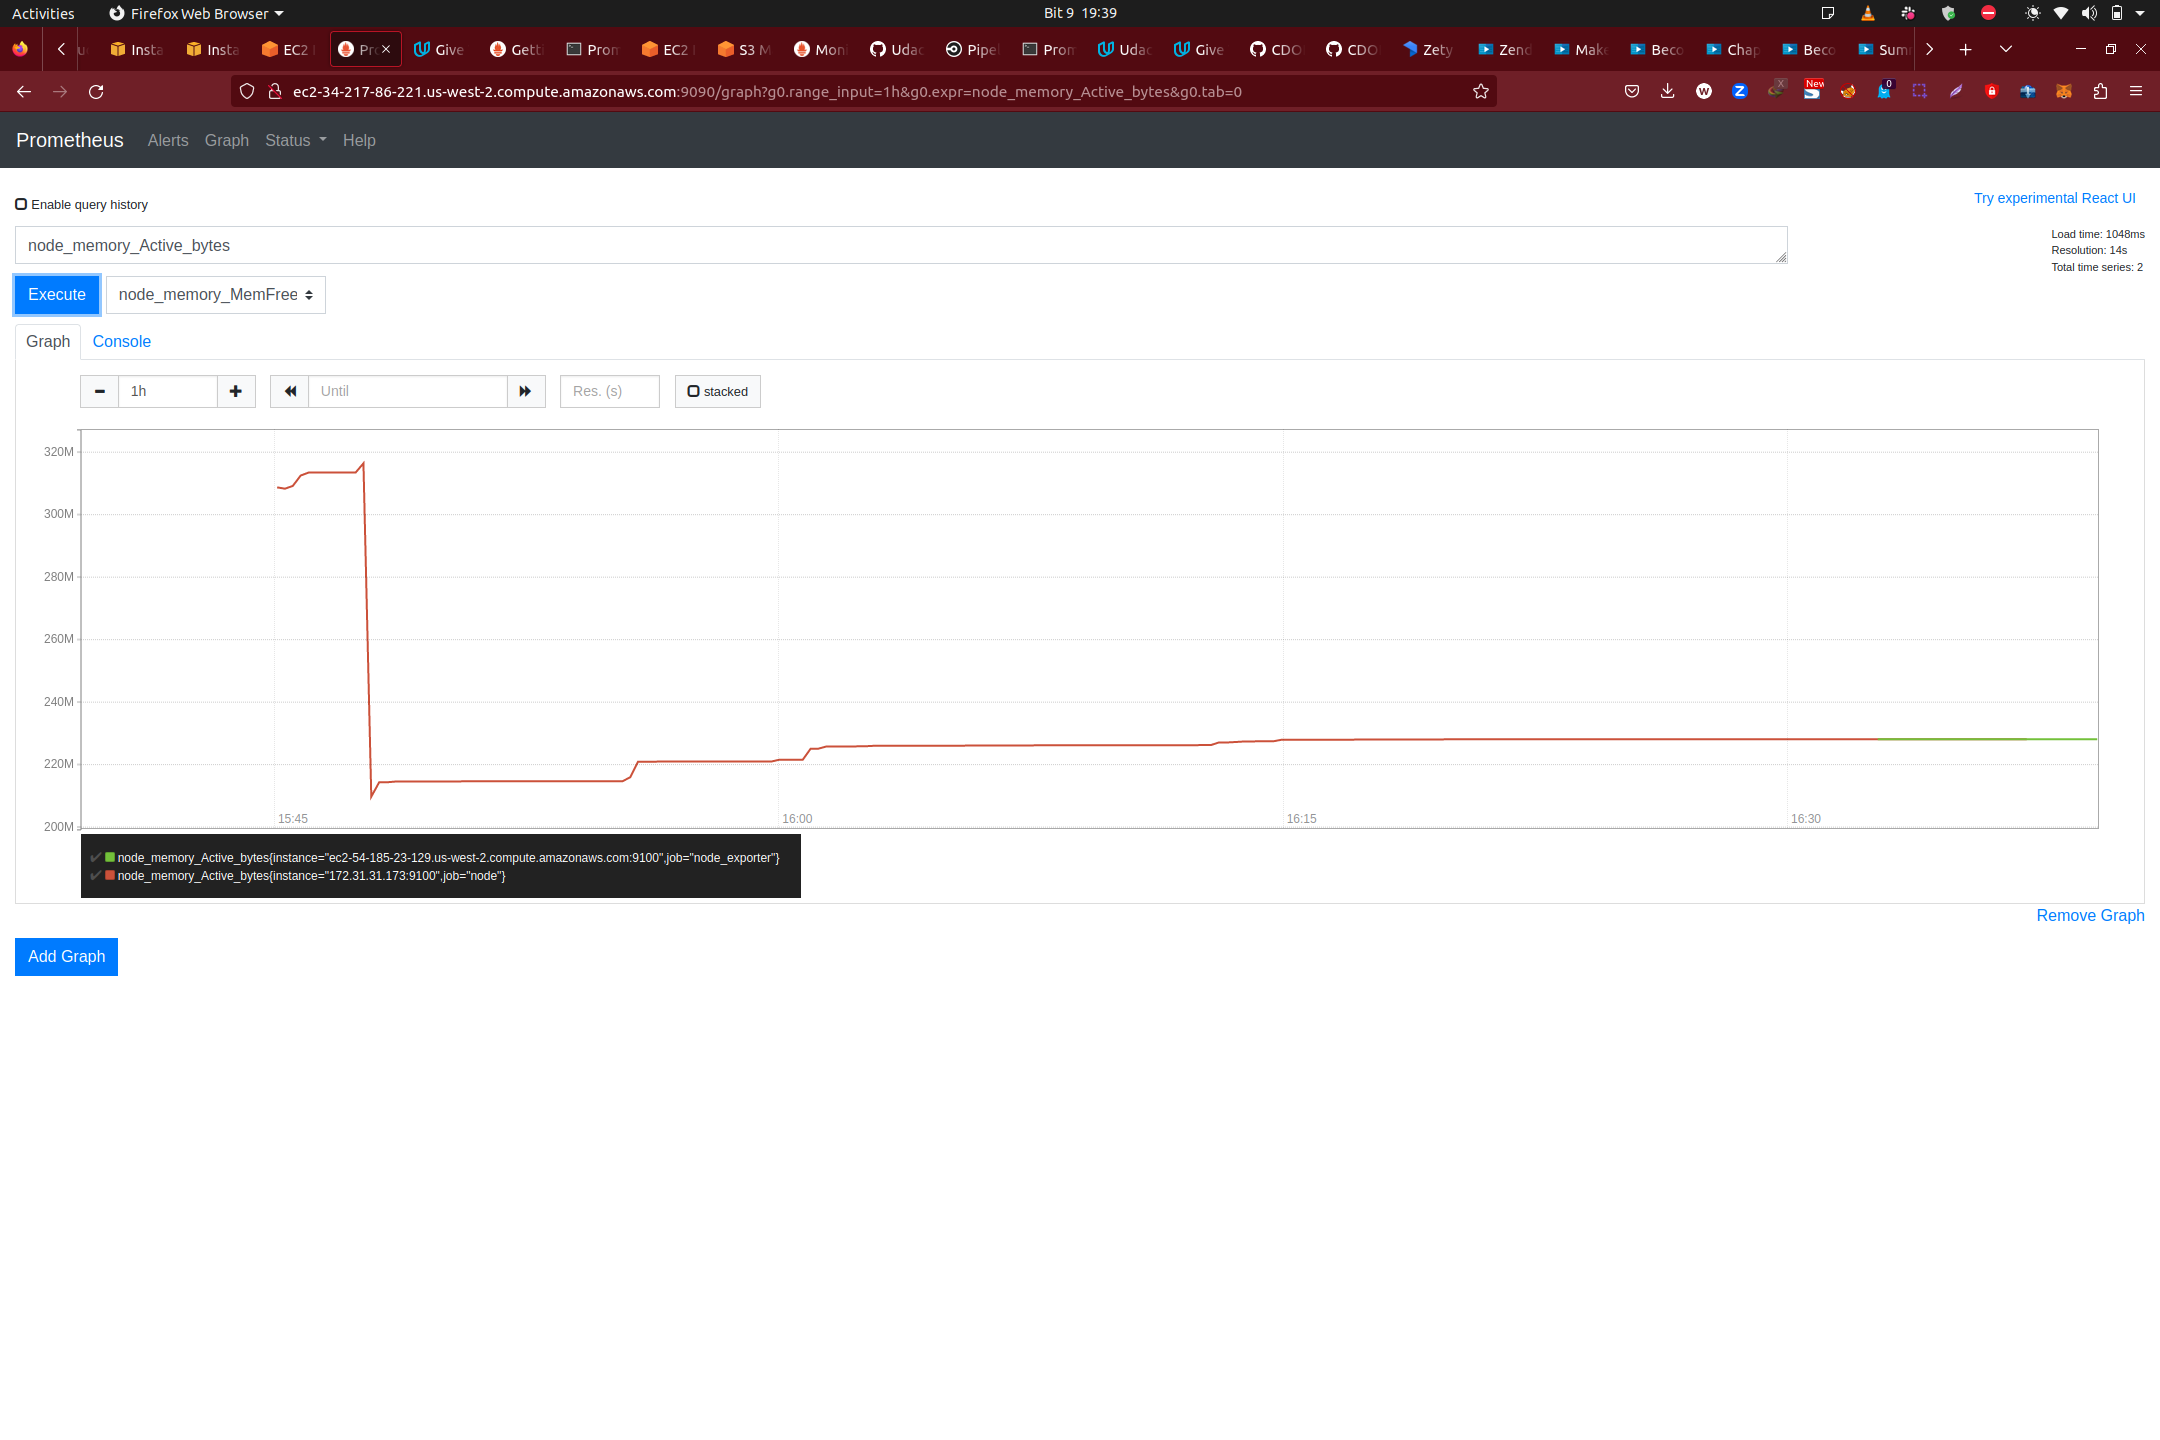 Activities Firefox Web Browser Bit 9 19:39
Insta Insta EC2 Pr Give Getti Prom EC2 S3 M Moni Udac Pipel Prom Udac Give CDO CDO Zety Zend Make Beco Chap Beco Sum
ec2-34-217-86-221.us-west-2.compute.amazonaws.com:9090/graph?g0.range_input=1h&g0.expr=node_memory_Active_bytes&g0.tab=0 New 0
Prometheus Alerts Graph Status Help
Enable query history Try experimental React UI
node_memory_Active_bytes
Load time: 1048ms
Resolution: 14s
Total time series: 2
Execute node_memory_MemFree
Graph Console
1h Until Res. (s) stacked
320M
300M
280M
260M
240M
220M
200M
15:45 16:00 16:15 16:30
node_memory_Active_bytes{instance="ec2-54-185-23-129.us-west-2.compute.amazonaws.com:9100",job="node_exporter"}
node_memory_Active_bytes{instance="172.31.31.173:9100",job="node"}
Remove Graph
Add Graph